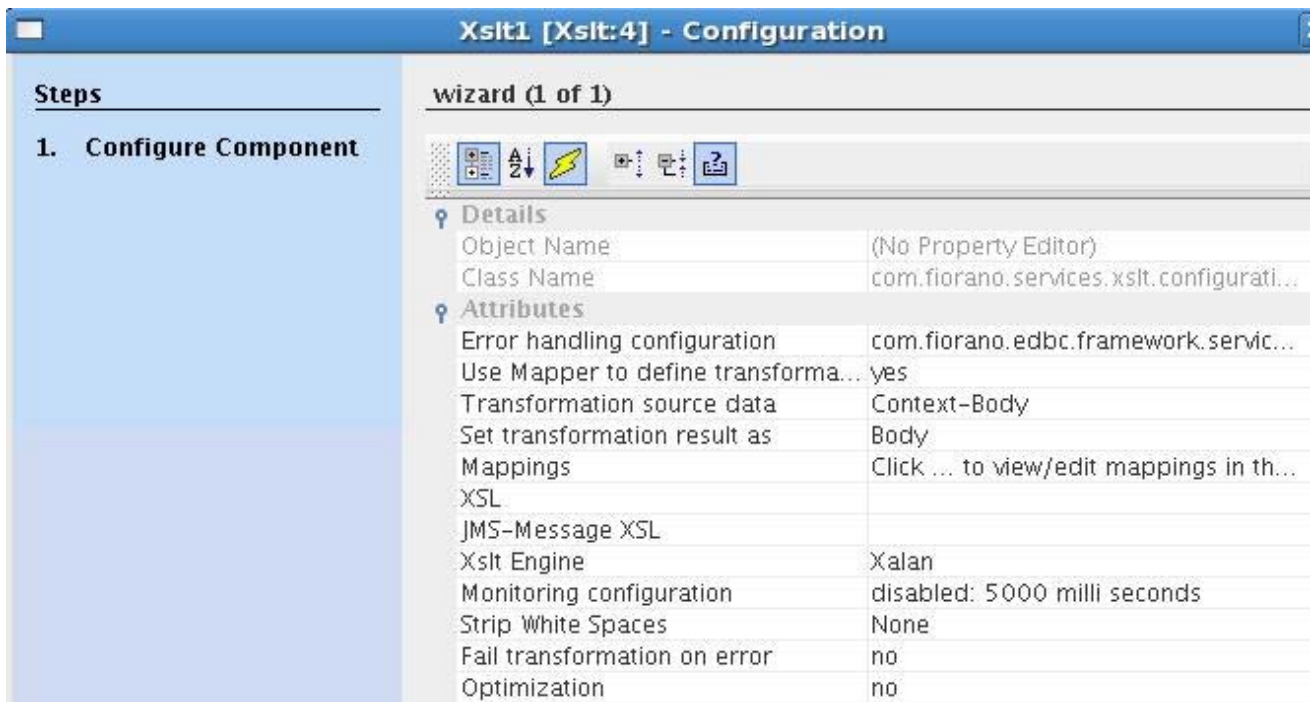 Xslt1 [Xslt:4] - Configuration
Steps
1. Configure Component
wizard (1 of 1)
Details
Object Name (No Property Editor)
Class Name com.fiorano.services.xslt.configurati...
Attributes
Error handling configuration com.fiorano.edbc.framework.servic...
Use Mapper to define transforma... yes
Transformation source data Context-Body
Set transformation result as Body
Mappings Click ... to view/edit mappings in th...
XSL
JMS-Message XSL
Xslt Engine Xalan
Monitoring configuration disabled: 5000 milli seconds
Strip White Spaces None
Fail transformation on error no
Optimization no